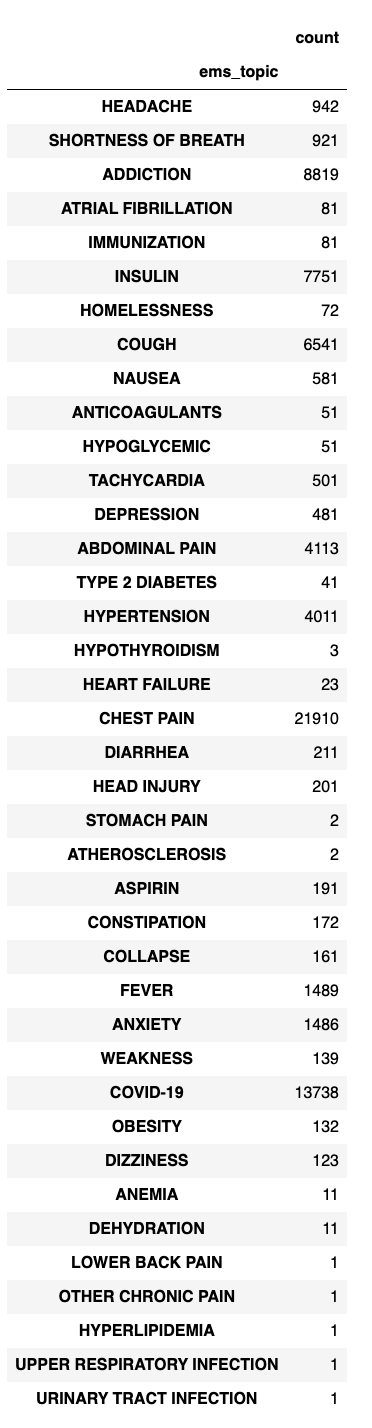 count
ems_topic
HEADACHE 942
SHORTNESS OF BREATH 921
ADDICTION 8819
ATRIAL FIBRILLATION 81
IMMUNIZATION 81
INSULIN 7751
HOMELESSNESS 72
COUGH 6541
NAUSEA 581
ANTICOAGULANTS 51
HYPOGLYCEMIC 51
TACHYCARDIA 501
DEPRESSION 481
ABDOMINAL PAIN 4113
TYPE 2 DIABETES 41
HYPERTENSION 4011
HYPOTHYROIDISM 3
HEART FAILURE 23
CHEST PAIN 21910
DIARRHEA 211
HEAD INJURY 201
STOMACH PAIN 2
ATHEROSCLEROSIS 2
ASPIRIN 191
CONSTIPATION 172
COLLAPSE 161
FEVER 1489
ANXIETY 1486
WEAKNESS 139
COVID-19 13738
OBESITY 132
DIZZINESS 123
ANEMIA 11
DEHYDRATION 11
LOWER BACK PAIN 1
OTHER CHRONIC PAIN 1
HYPERLIPIDEMIA 1
UPPER RESPIRATORY INFECTION 1
URINARY TRACT INFECTION 1